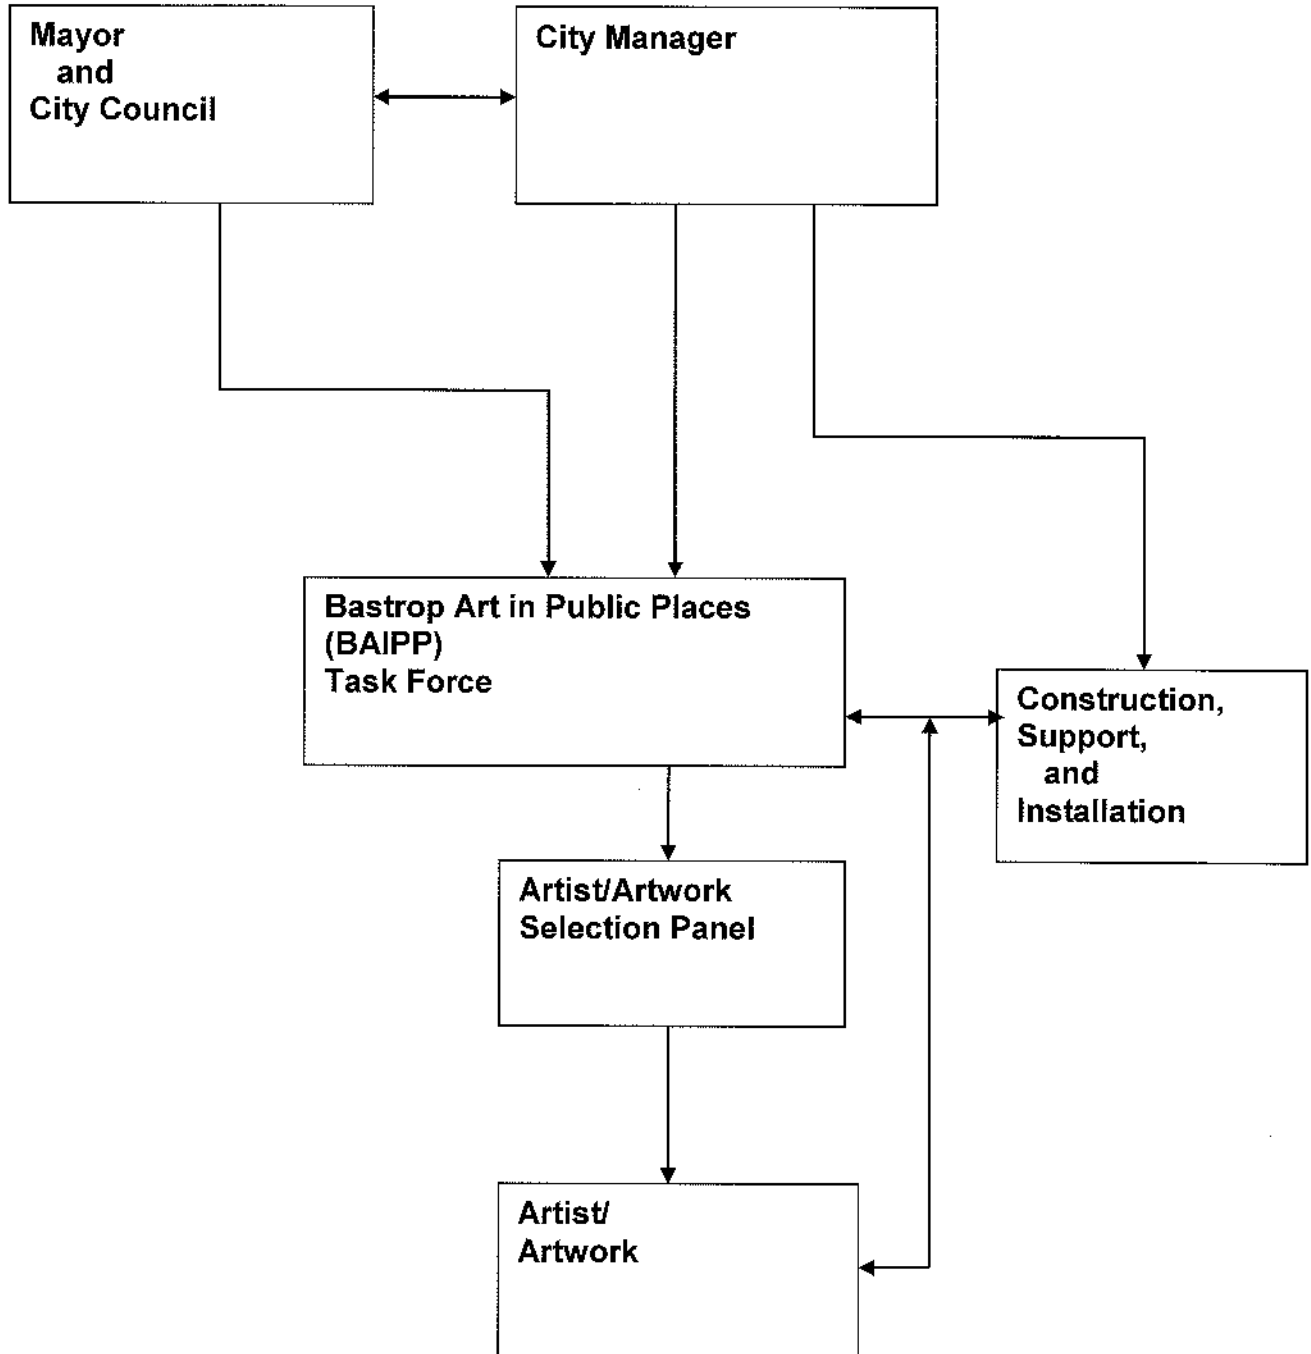 Mayor
and
City Council
City Manager
Bastrop Art in Public Places
(BAIPP)
Task Force
Construction,
Support,
and
Installation
Artist/Artwork
Selection Panel
Artist/
Artwork